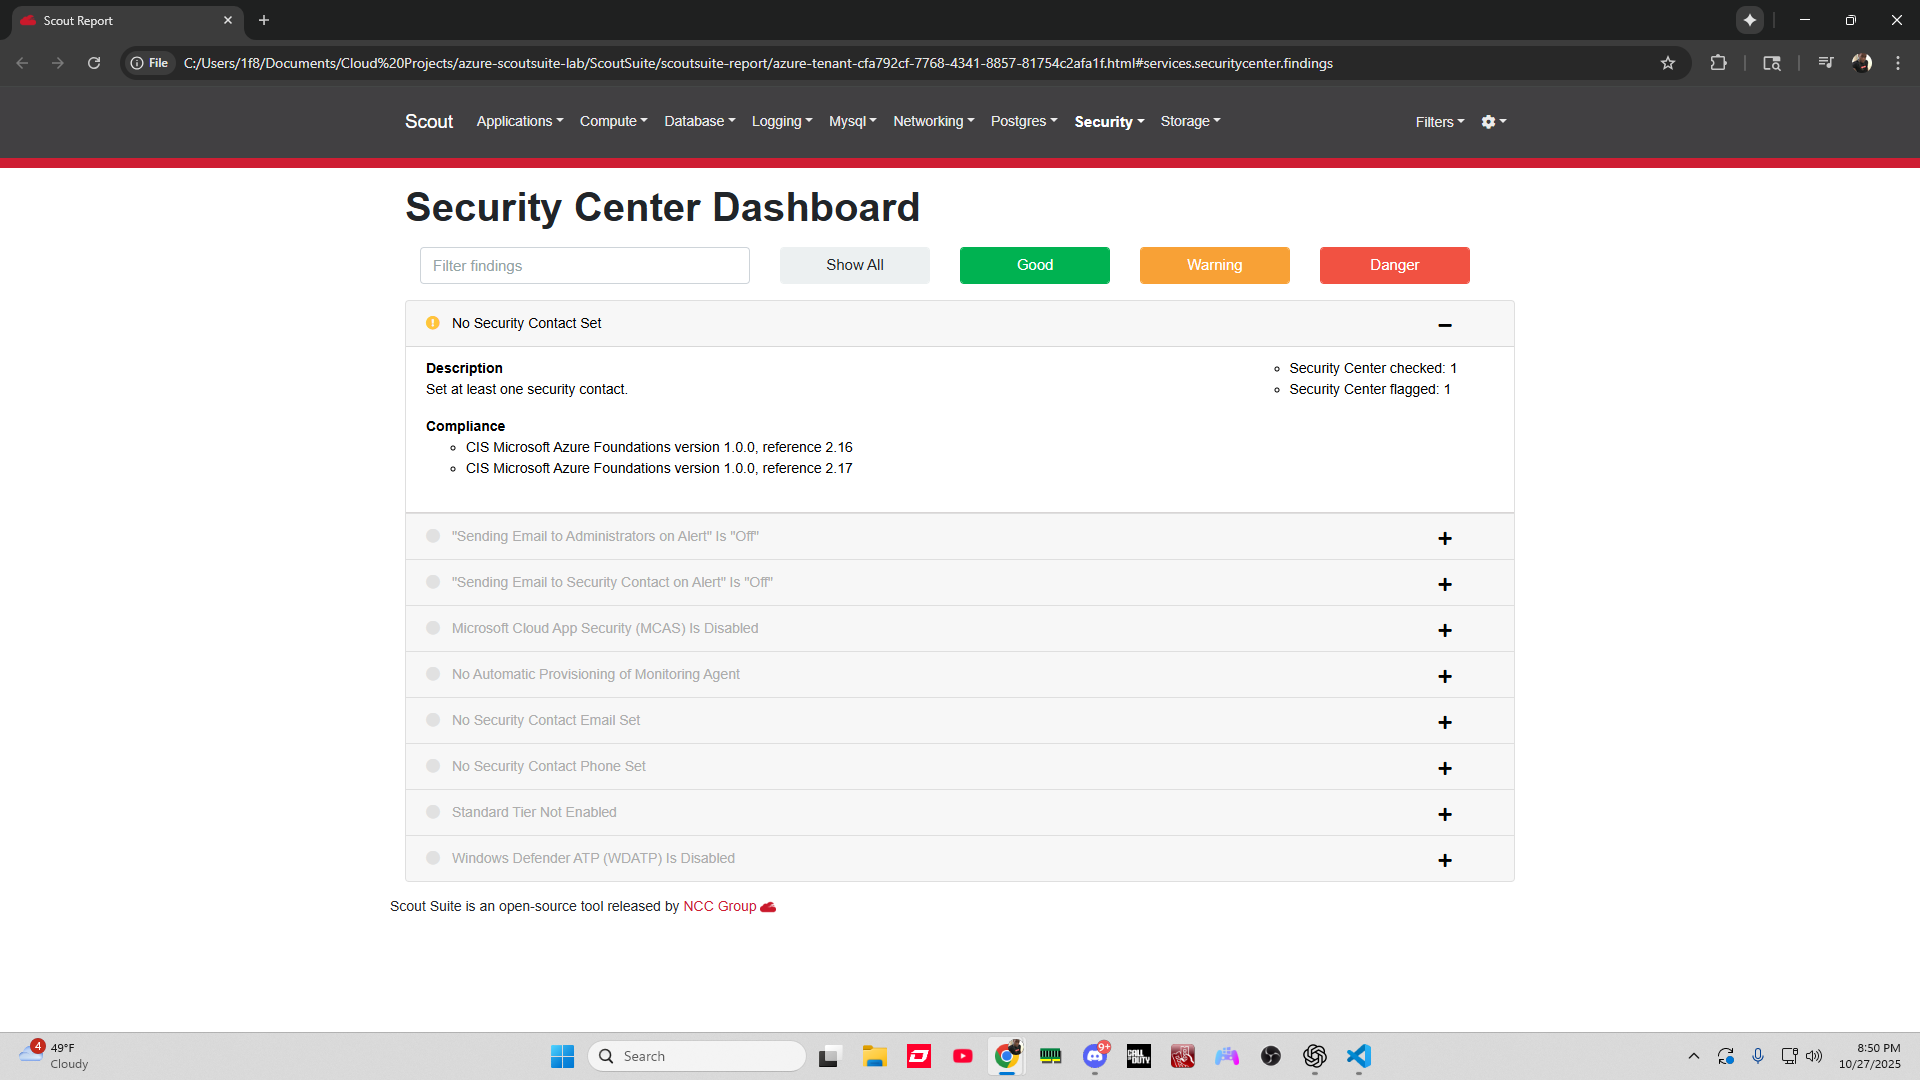 Scout Report
File
C:/Users/1f8/Documents/Cloud%20Projects/azure-scoutsuite-lab/ScoutSuite/scoutsuite-report/azure-tenant-cfa792cf-7768-4341-8857-81754c2afa1f.html#services.securitycenter.findings
Scout Applications Compute Database Logging Mysql Networking Postgres Security Storage Filters
Security Center Dashboard
Filter findings Show All Good Warning Danger
No Security Contact Set
Description
Set at least one security contact.
Security Center checked: 1
Security Center flagged: 1
Compliance
CIS Microsoft Azure Foundations version 1.0.0, reference 2.16
CIS Microsoft Azure Foundations version 1.0.0, reference 2.17
"Sending Email to Administrators on Alert" Is "Off"
"Sending Email to Security Contact on Alert" Is "Off"
Microsoft Cloud App Security (MCAS) Is Disabled
No Automatic Provisioning of Monitoring Agent
No Security Contact Email Set
No Security Contact Phone Set
Standard Tier Not Enabled
Windows Defender ATP (WDATP) Is Disabled
Scout Suite is an open-source tool released by NCC Group
4
49°F
Cloudy
Search
9+
CALL OF DUTY
8:50 PM
10/27/2025